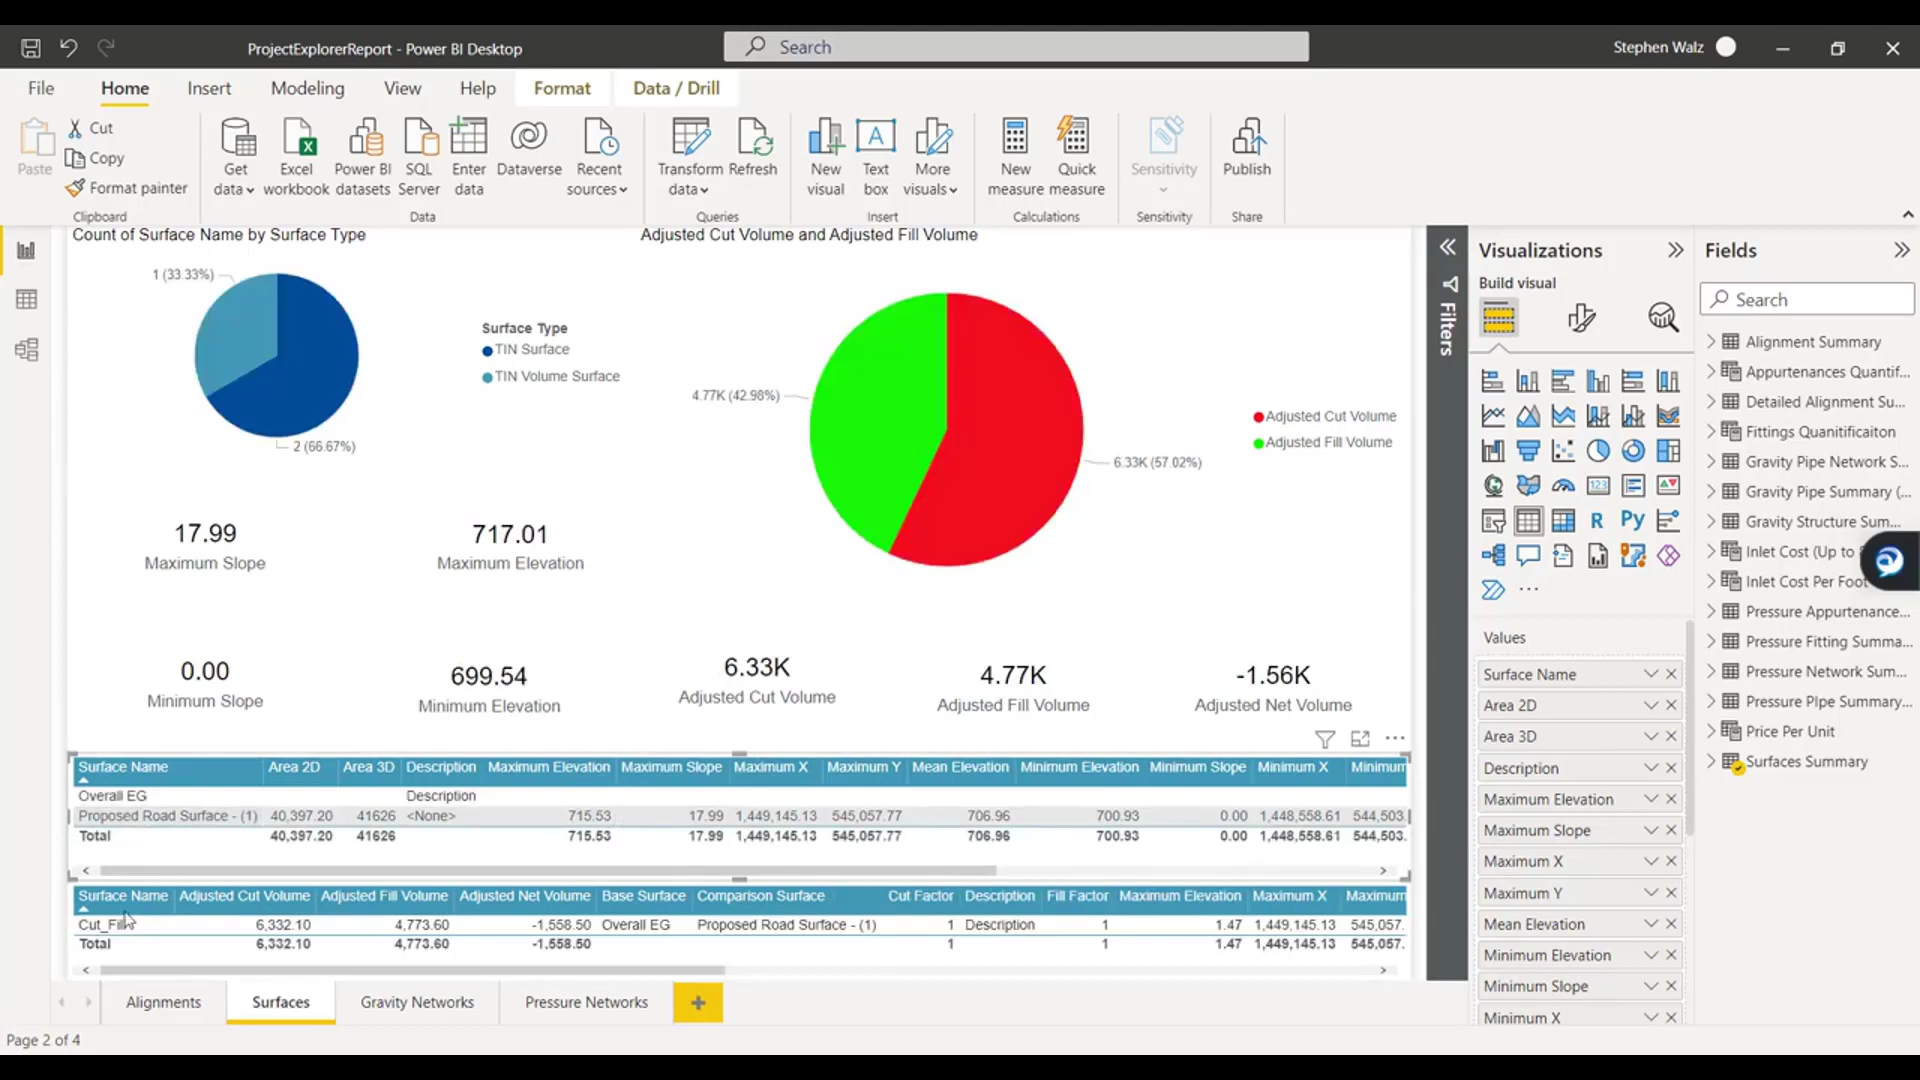 ProjectExplorerReport - Power BI Desktop
Search
Stephen Walz
File Home Insert Modeling View Help Format Data / Drill
Paste
Cut
Copy
Format painter
Clipboard
Get data
Excel workbook
Power BI datasets
SQL Server
Enter data
Dataverse
Recent sources
Data
Transform data
Refresh
Queries
New visual
Text box
More visuals
Insert
New measure
Quick measure
Calculations
Sensitivity
Sensitivity
Publish
Share
Count of Surface Name by Surface Type
1 (33.33%)
2 (66.67%)
Surface Type
TIN Surface
TIN Volume Surface
Adjusted Cut Volume and Adjusted Fill Volume
4.77K (42.98%)
6.33K (57.02%)
Adjusted Cut Volume
Adjusted Fill Volume
17.99
Maximum Slope
717.01
Maximum Elevation
0.00
Minimum Slope
699.54
Minimum Elevation
6.33K
Adjusted Cut Volume
4.77K
Adjusted Fill Volume
-1.56K
Adjusted Net Volume
Surface Name Area 2D Area 3D Description Maximum Elevation Maximum Slope Maximum X Maximum Y Mean Elevation Minimum Elevation Minimum Slope Minimum X Minimum
Overall EG Description
Proposed Road Surface - (1) 40,397.20 41626 <None> 715.53 17.99 1,449,145.13 545,057.77 706.96 700.93 0.00 1,448,558.61 544,503.
Total 40,397.20 41626 715.53 17.99 1,449,145.13 545,057.77 706.96 700.93 0.00 1,448,558.61 544,503.
Surface Name Adjusted Cut Volume Adjusted Fill Volume Adjusted Net Volume Base Surface Comparison Surface Cut Factor Description Fill Factor Maximum Elevation Maximum X Maximum
Cut_Fill 6,332.10 4,773.60 -1,558.50 Overall EG Proposed Road Surface - (1) 1 Description 1 1.47 1,449,145.13 545,057.
Total 6,332.10 4,773.60 -1,558.50 1 1 1.47 1,449,145.13 545,057.
Alignments Surfaces Gravity Networks Pressure Networks +
Page 2 of 4
Filters
Visualizations
Build visual
123
R
Py
Values
Surface Name
Area 2D
Area 3D
Description
Maximum Elevation
Maximum Slope
Maximum X
Maximum Y
Mean Elevation
Minimum Elevation
Minimum Slope
Minimum X
Fields
Search
Alignment Summary
Appurtenances Quantif...
Detailed Alignment Su...
Fittings Quanitificaiton
Gravity Pipe Network S...
Gravity Pipe Summary (...
Gravity Structure Sum...
Inlet Cost (Up to
Inlet Cost Per Foot
Pressure Appurtenance...
Pressure Fitting Summa...
Pressure Network Sum...
Pressure PIpe Summary...
Price Per Unit
Surfaces Summary